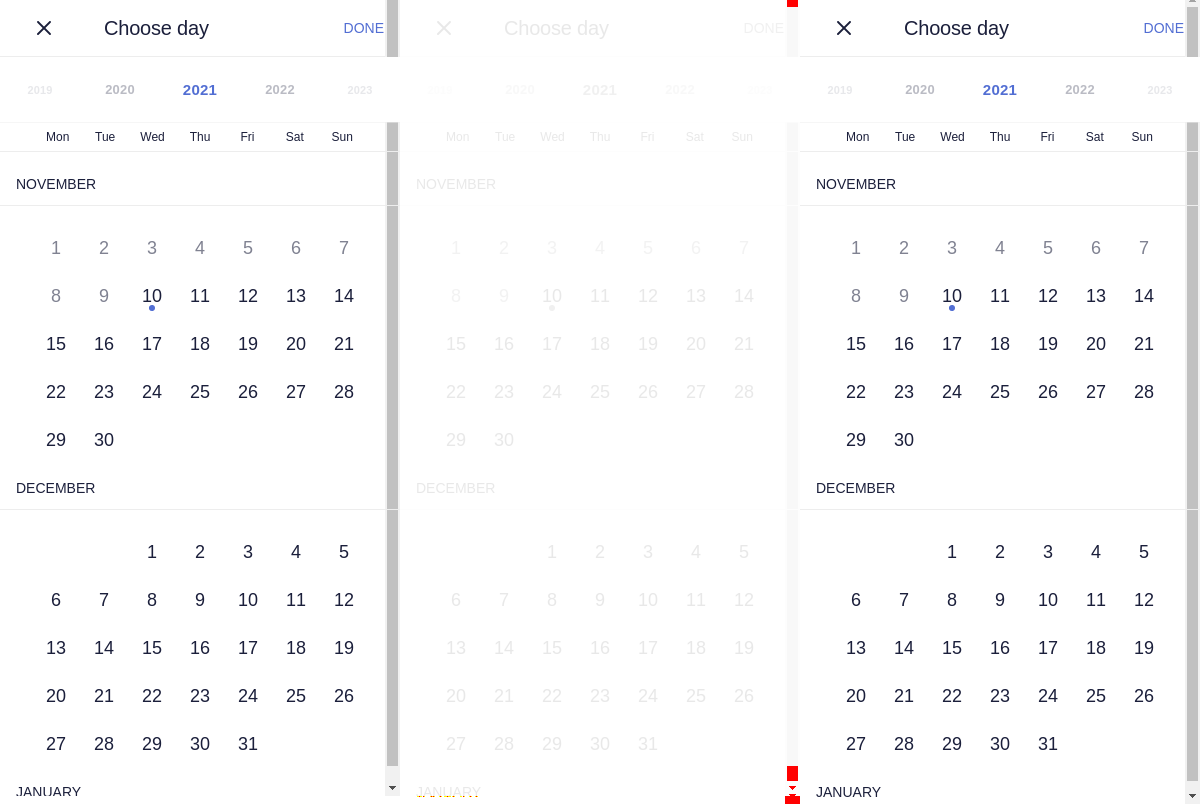 Choose day DONE
2019 2020 2021 2022 2023
Mon Tue Wed Thu Fri Sat Sun
NOVEMBER
1 2 3 4 5 6 7
8 9 10 11 12 13 14
15 16 17 18 19 20 21
22 23 24 25 26 27 28
29 30
DECEMBER
1 2 3 4 5
6 7 8 9 10 11 12
13 14 15 16 17 18 19
20 21 22 23 24 25 26
27 28 29 30 31
JANUARY
Choose day DONE
2019 2020 2021 2022 2023
Mon Tue Wed Thu Fri Sat Sun
NOVEMBER
1 2 3 4 5 6 7
8 9 10 11 12 13 14
15 16 17 18 19 20 21
22 23 24 25 26 27 28
29 30
DECEMBER
1 2 3 4 5
6 7 8 9 10 11 12
13 14 15 16 17 18 19
20 21 22 23 24 25 26
27 28 29 30 31
JANUARY
Choose day DONE
2019 2020 2021 2022 2023
Mon Tue Wed Thu Fri Sat Sun
NOVEMBER
1 2 3 4 5 6 7
8 9 10 11 12 13 14
15 16 17 18 19 20 21
22 23 24 25 26 27 28
29 30
DECEMBER
1 2 3 4 5
6 7 8 9 10 11 12
13 14 15 16 17 18 19
20 21 22 23 24 25 26
27 28 29 30 31
JANUARY